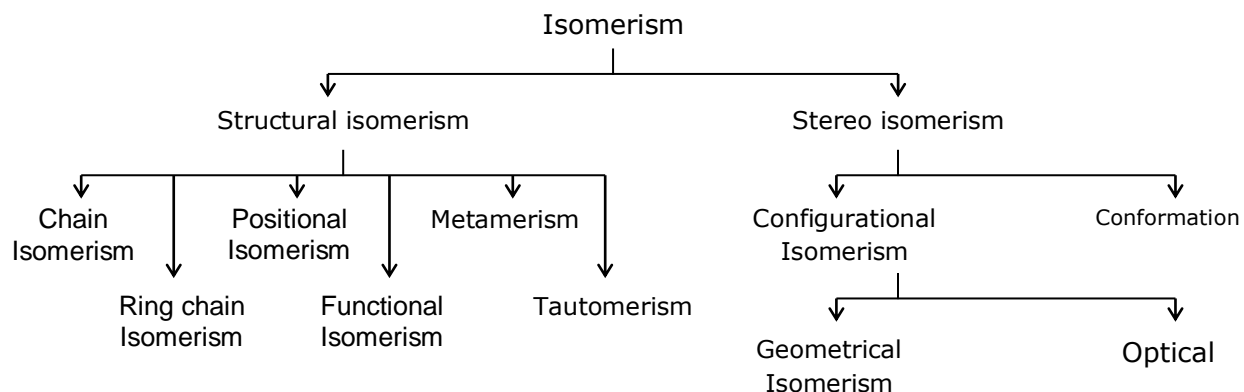 Isomerism
Structural isomerism
Stereo isomerism
Chain
Isomerism
Positional
Isomerism
Metamerism
Configurational
Isomerism
Conformation
Ring chain
Isomerism
Functional
Isomerism
Tautomerism
Geometrical
Isomerism
Optical